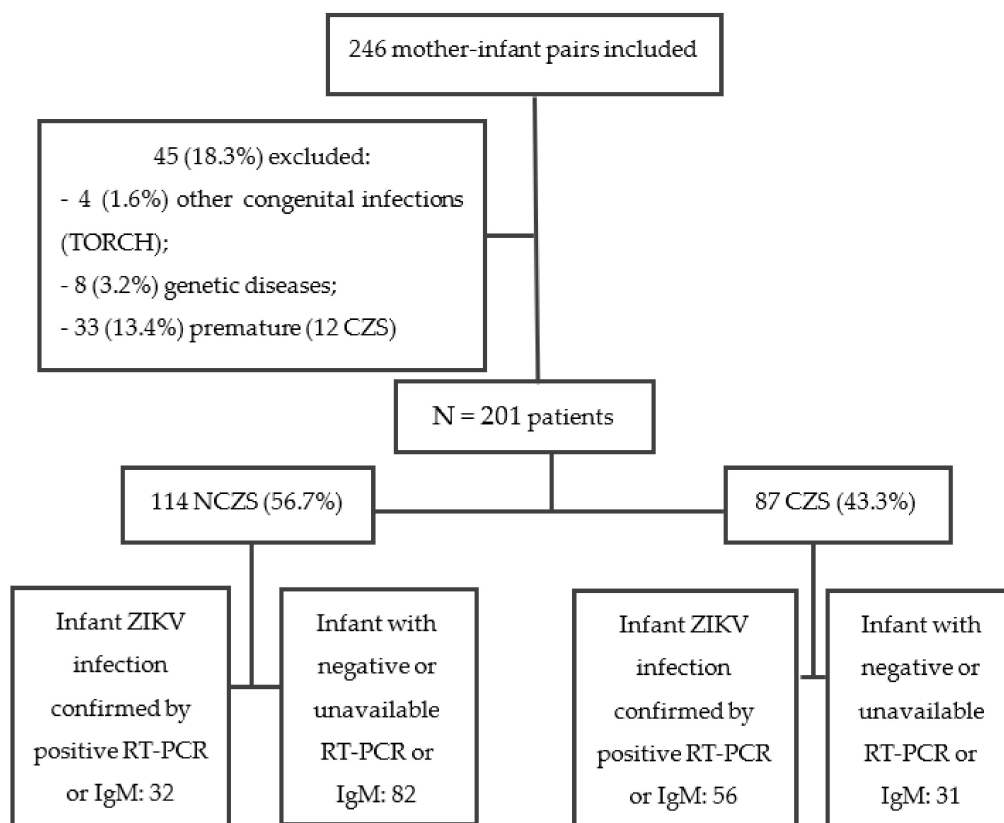 246 mother-infant pairs included
45 (18.3%) excluded:
- 4 (1.6%) other congenital infections
(TORCH);
- 8 (3.2%) genetic diseases;
- 33 (13.4%) premature (12 CZS)
N = 201 patients
114 NCZS (56.7%)
87 CZS (43.3%)
Infant ZIKV
infection
confirmed by
positive RT-PCR
or IgM: 32
Infant with
negative or
unavailable
RT-PCR or
IgM: 82
Infant ZIKV
infection
confirmed by
positive RT-PCR
or IgM: 56
Infant with
negative or
unavailable
RT-PCR or
IgM: 31